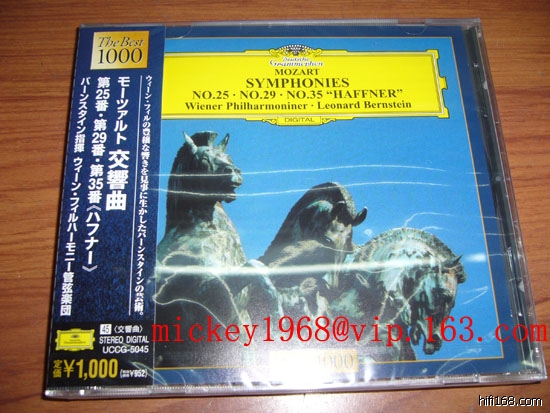 The Best
1000
ウィーン・フィルの豊穣な響きを見事に生かしたバーンスタインの芸術。
モーツァルト 交響曲
第25番・第29番・第35番《ハフナー》
バーンスタイン指揮 ウィーン・フィルハーモニー管弦楽団
45 〈交響曲〉
STEREO DIGITAL
UCCG-5045
定価 ¥1,000 ¥952
Deutsche
Grammophon
MOZART
SYMPHONIES
NO.25 · NO.29 · NO.35 “HAFFNER”
Wiener Philharmoniker · Leonard Bernstein
DIGITAL
mickey1968@vip.163.com
1000
hifi168.com